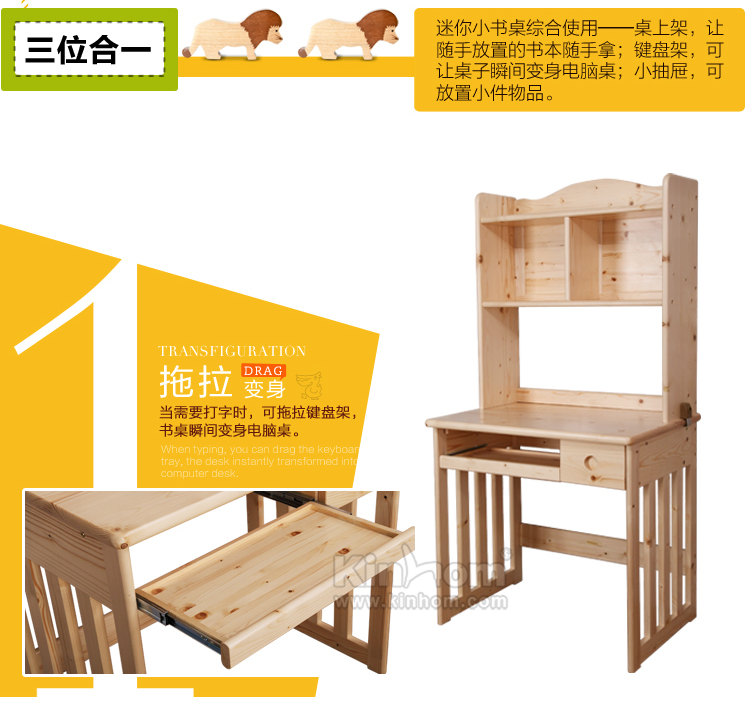 三位合一
迷你小书桌综合使用——桌上架，让
随手放置的书本随手拿；键盘架，可
让桌子瞬间变身电脑桌；小抽屉，可
放置小件物品。
TRANSFIGURATION
拖拉 DRAG 变身
当需要打字时，可拖拉键盘架，
书桌瞬间变身电脑桌。
When typing, you can drag the keyboar
tray, the desk instantly transformed into
computer desk.
Kinhom
www.kinhom.com